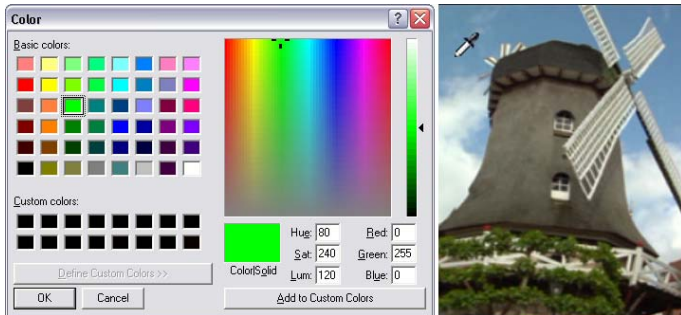 Color
Basic colors:
Custom colors:
Define Custom Colors >>
OK Cancel
Color|Solid
Hue: 80 Red: 0
Sat: 240 Green: 255
Lum: 120 Blue: 0
Add to Custom Colors